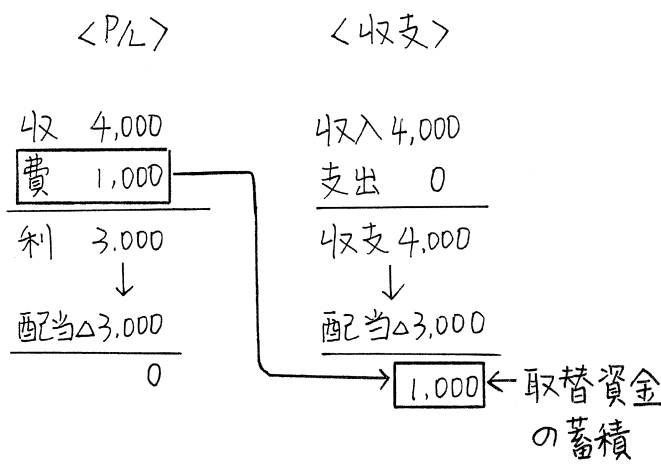 <P/L>
収 4,000
費 1,000
利 3.000
↓
配当△3,000
0
<収支>
収入 4,000
支出 0
収支 4,000
↓
配当△3,000
1,000 ← 取替資金
の蓄積